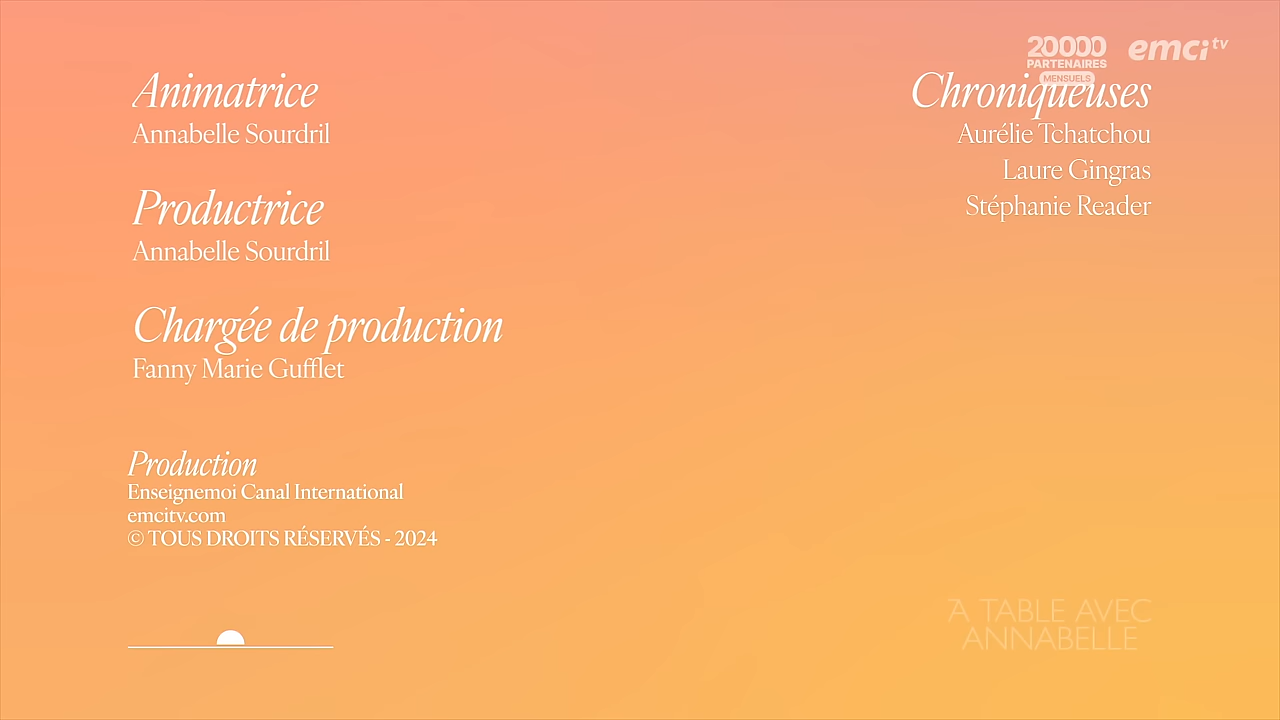 20000
PARTENAIRES
MENSUELS
emci tv
Animatrice
Annabelle Sourdril
Productrice
Annabelle Sourdril
Chargée de production
Fanny Marie Gufflet
Production
Enseignemoi Canal International
emcitv.com
© TOUS DROITS RÉSERVÉS - 2024
Chroniqueuses
Aurélie Tchatchou
Laure Gingras
Stéphanie Reader
À TABLE AVEC
ANNABELLE